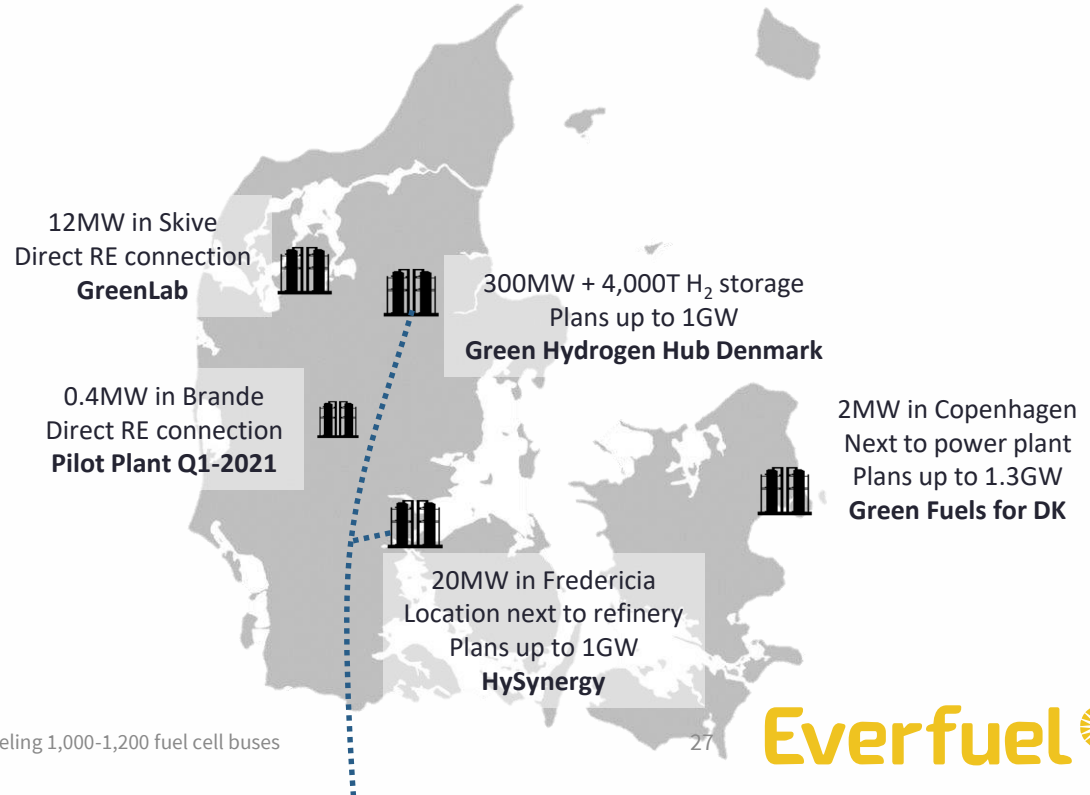 12MW in Skive
Direct RE connection
GreenLab
300MW + 4,000T H₂ storage
Plans up to 1GW
Green Hydrogen Hub Denmark
0.4MW in Brande
Direct RE connection
Pilot Plant Q1-2021
2MW in Copenhagen
Next to power plant
Plans up to 1.3GW
Green Fuels for DK
20MW in Fredericia
Location next to refinery
Plans up to 1GW
HySynergy
eling 1,000-1,200 fuel cell buses
27
Everfuel